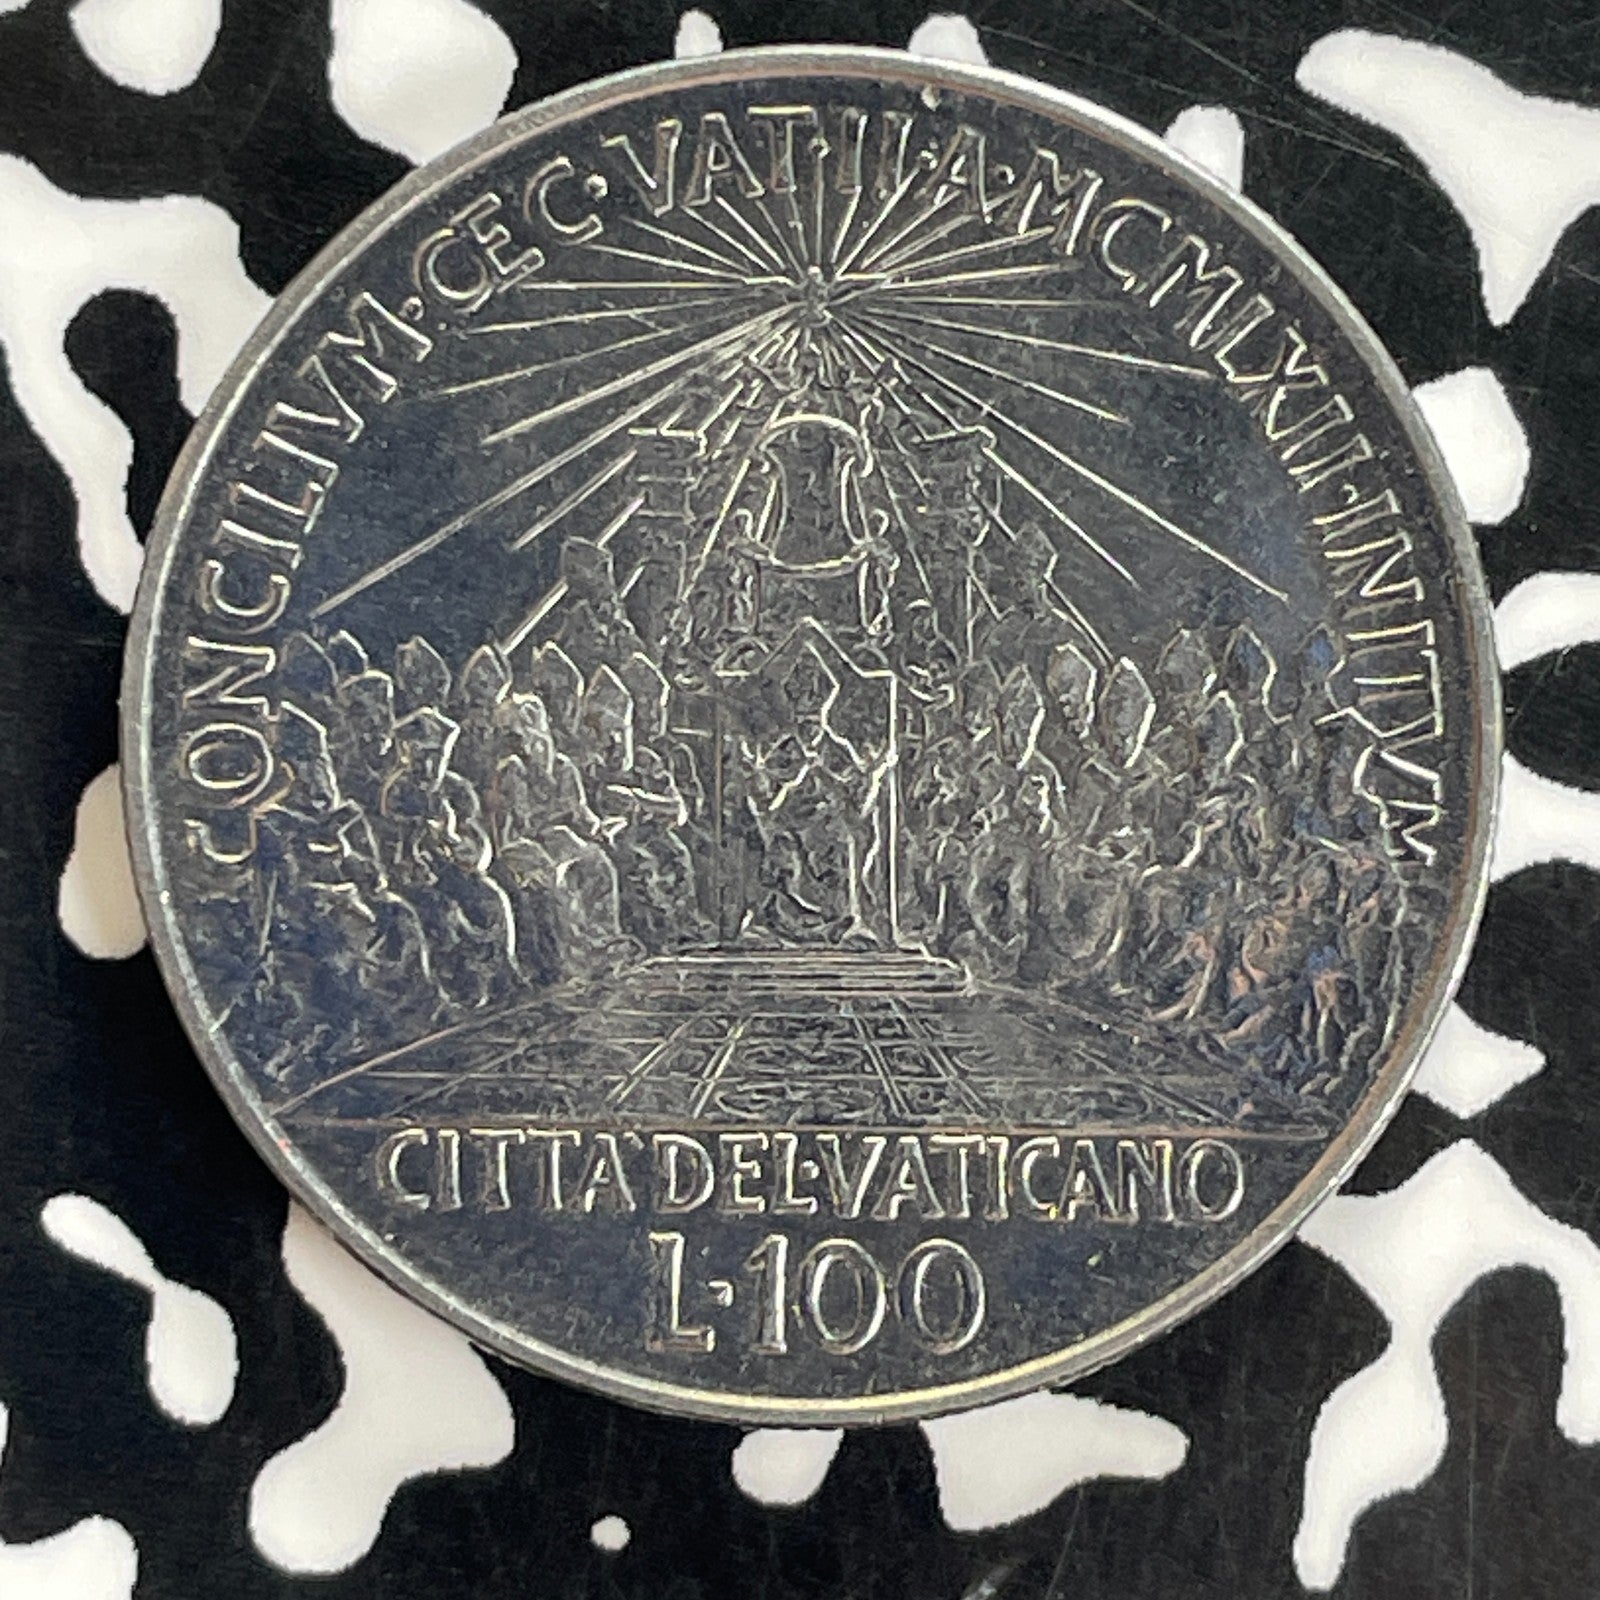 CONCILIVM·OEC·VAT·II·A·MCMLXII·INITVM
CITTA'DEL·VATICANO
L·100